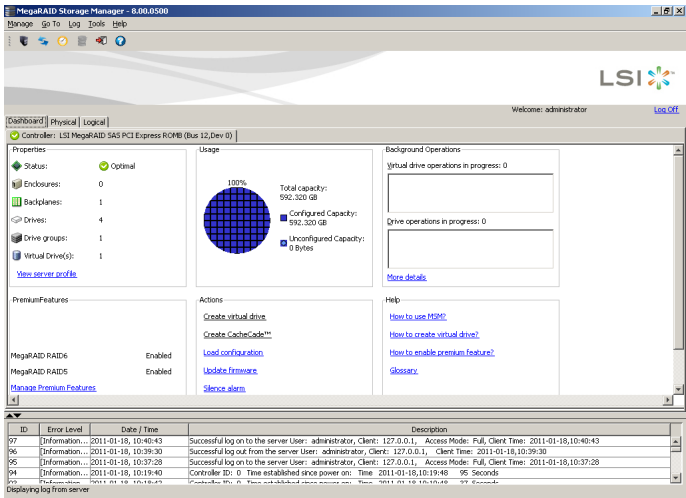 MegaRAID Storage Manager - 8.00.0500
Manage Go To Log Tools Help
LSI
Welcome: administrator Log Off
Dashboard Physical Logical
Controller: LSI MegaRAID SAS PCI Express ROMB (Bus 12,Dev 0)
Properties
Status: Optimal
Enclosures: 0
Backplanes: 1
Drives: 4
Drive groups: 1
Virtual Drive(s): 1
View server profile
Usage
100%
Total capacity:
592.320 GB
Configured Capacity:
592.320 GB
Unconfigured Capacity:
0 Bytes
Background Operations
Virtual drive operations in progress: 0
Drive operations in progress: 0
More details
PremiumFeatures
MegaRAID RAID6 Enabled
MegaRAID RAID5 Enabled
Manage Premium Features
Actions
Create virtual drive
Create CacheCade™
Load configuration
Update firmware
Silence alarm
Help
How to use MSM?
How to create virtual drive?
How to enable premium feature?
Glossary
ID Error Level Date / Time Description
97 [Information... 2011-01-18, 10:40:43 Successful log on to the server User: administrator, Client: 127.0.0.1, Access Mode: Full, Client Time: 2011-01-18,10:40:43
96 [Information... 2011-01-18, 10:39:30 Successful log out from the server User: administrator, Client: 127.0.0.1, Client Time: 2011-01-18,10:39:30
95 [Information... 2011-01-18, 10:37:28 Successful log on to the server User: administrator, Client: 127.0.0.1, Access Mode: Full, Client Time: 2011-01-18,10:37:28
94 [Information... 2011-01-18, 10:19:40 Controller ID: 0 Time established since power on: Time 2011-01-18,10:19:48 95 Seconds
Displaying log from server